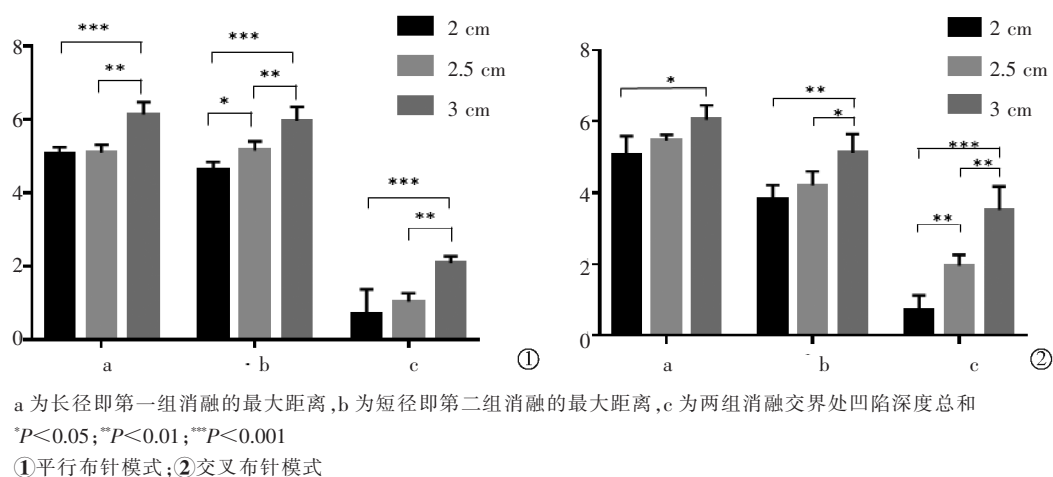 *** 2 cm
8 *** 2.5 cm
** ** 3 cm
6 *
4 ***
**
2
0
a b c ①
2 cm
8 2.5 cm
* ** 3 cm
6 *
*** **
4
**
2
0
a b c ②
a 为长径即第一组消融的最大距离,b 为短径即第二组消融的最大距离,c 为两组消融交界处凹陷深度总和
*P<0.05;**P<0.01;***P<0.001
①平行布针模式;②交叉布针模式